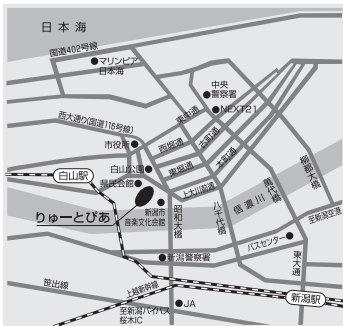 日本海
国道402号線
マリンピア
日本海
中央
警察署
NEXT21
西大通り(国道116号線)
東中通
市役所
西堀通
古町通
本町通
東堀通
白山公園
白山駅
県民会館
上大川前通
柳都大橋
萬代橋
信濃川
八千代橋
昭和大橋
りゅーとぴあ
新潟市
音楽文化会館
至新潟空港
バスセンター
東大通
新潟警察署
笹出線
上越新幹線
新潟駅
JA
至新潟バイパス
桜木IC